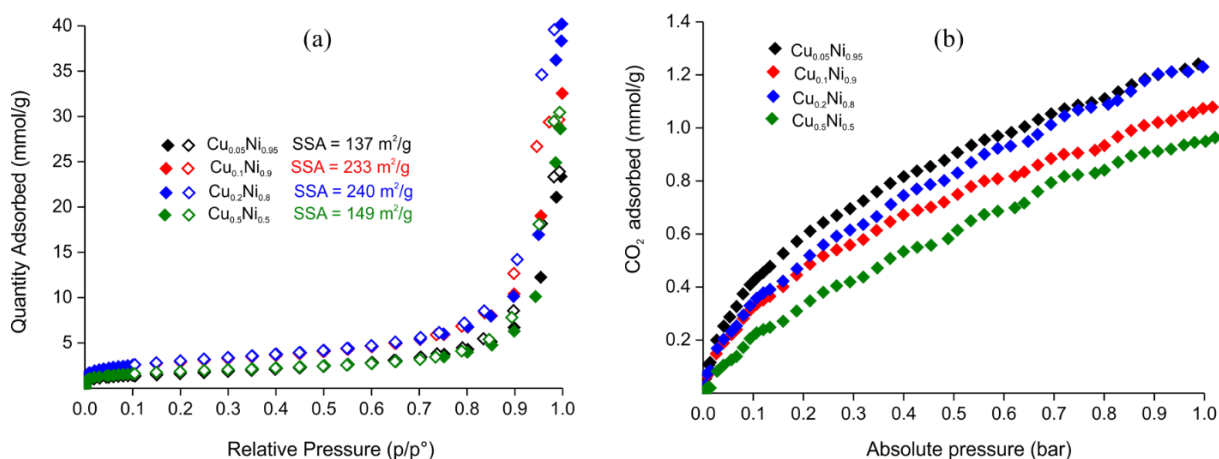 (a)
Quantity Adsorbed (mmol/g)
40
35
30
25
20
15
10
5
Cu0.05Ni0.95 SSA = 137 m²/g
Cu0.1Ni0.9 SSA = 233 m²/g
Cu0.2Ni0.8 SSA = 240 m²/g
Cu0.5Ni0.5 SSA = 149 m²/g
0.0 0.1 0.2 0.3 0.4 0.5 0.6 0.7 0.8 0.9 1.0
Relative Pressure (p/p°)
(b)
CO2 adsorbed (mmol/g)
1.4
1.2
1.0
0.8
0.6
0.4
0.2
Cu0.05Ni0.95
Cu0.1Ni0.9
Cu0.2Ni0.8
Cu0.5Ni0.5
0.0 0.1 0.2 0.3 0.4 0.5 0.6 0.7 0.8 0.9 1.0
Absolute pressure (bar)